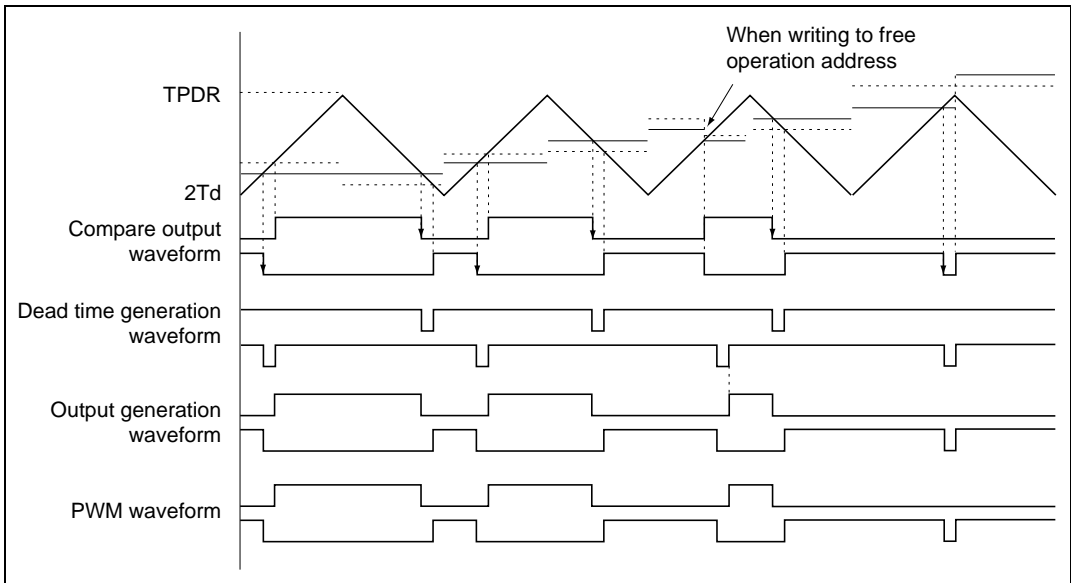 When writing to free
operation address
TPDR
2Td
Compare output
waveform
Dead time generation
waveform
Output generation
waveform
PWM waveform